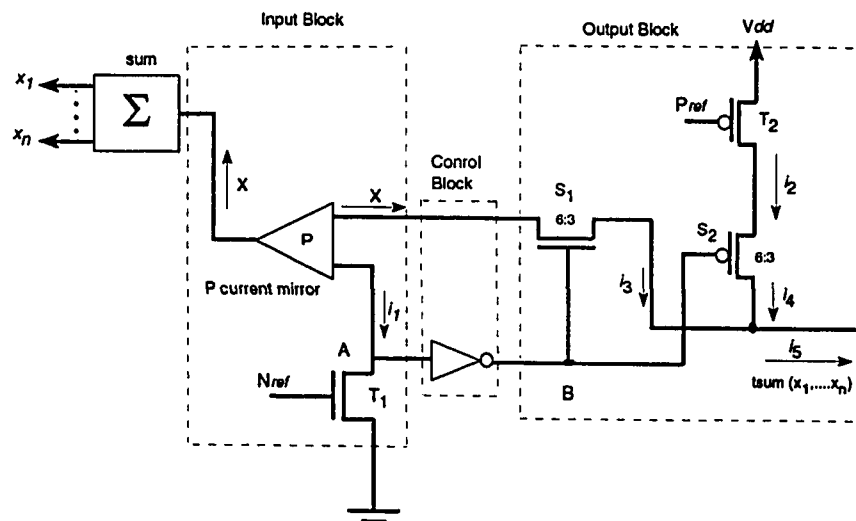 Input Block
Output Block
Vdd
sum
x1
xn
Σ
Pref
T2
X
X
Conrol
Block
S1
6:3
i2
S2
6:3
P
P current mirror
i1
i3
i4
A
Nref
T1
B
i5
tsum (x1,....xn)